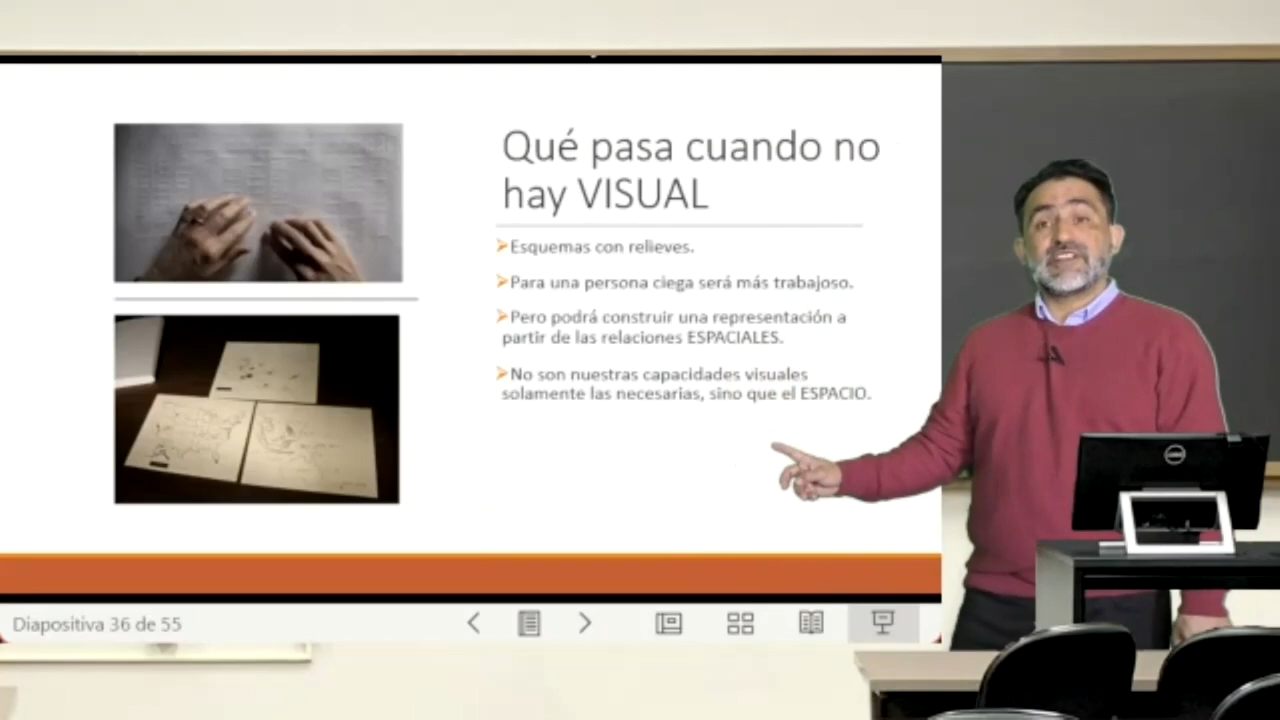 Qué pasa cuando no
hay VISUAL
➢Esquemas con relieves.
➢Para una persona ciega será más trabajoso.
➢Pero podrá construir una representación a
partir de las relaciones ESPACIALES.
➢No son nuestras capacidades visuales
solamente las necesarias, sino que el ESPACIO.
Diapositiva 36 de 55